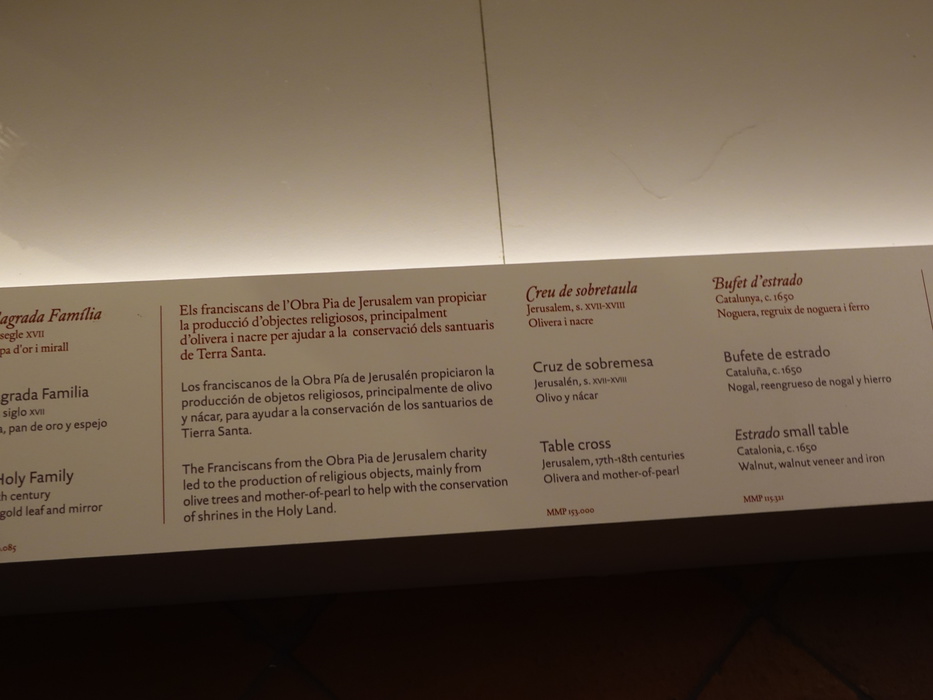 Sagrada Família
segle XVII
pa d'or i mirall
grada Familia
siglo XVII
, pan de oro y espejo
Holy Family
th century
gold leaf and mirror
.085
Els franciscans de l'Obra Pia de Jerusalem van propiciar
la producció d'objectes religiosos, principalment
d'olivera i nacre per ajudar a la conservació dels santuaris
de Terra Santa.
Los franciscanos de la Obra Pía de Jerusalén propiciaron la
producción de objetos religiosos, principalmente de olivo
y nácar, para ayudar a la conservación de los santuarios de
Tierra Santa.
The Franciscans from the Obra Pia de Jerusalem charity
led to the production of religious objects, mainly from
olive trees and mother-of-pearl to help with the conservation
of shrines in the Holy Land.
Creu de sobretaula
Jerusalem, s. XVII-XVIII
Olivera i nacre
Cruz de sobremesa
Jerusalén, s. XVII-XVIII
Olivo y nácar
Table cross
Jerusalem, 17th-18th centuries
Olivera and mother-of-pearl
MMP 153.000
Bufet d'estrado
Catalunya, c. 1650
Noguera, regruix de noguera i ferro
Bufete de estrado
Cataluña, c. 1650
Nogal, reengrueso de nogal y hierro
Estrado small table
Catalonia, c. 1650
Walnut, walnut veneer and iron
MMP 115.321